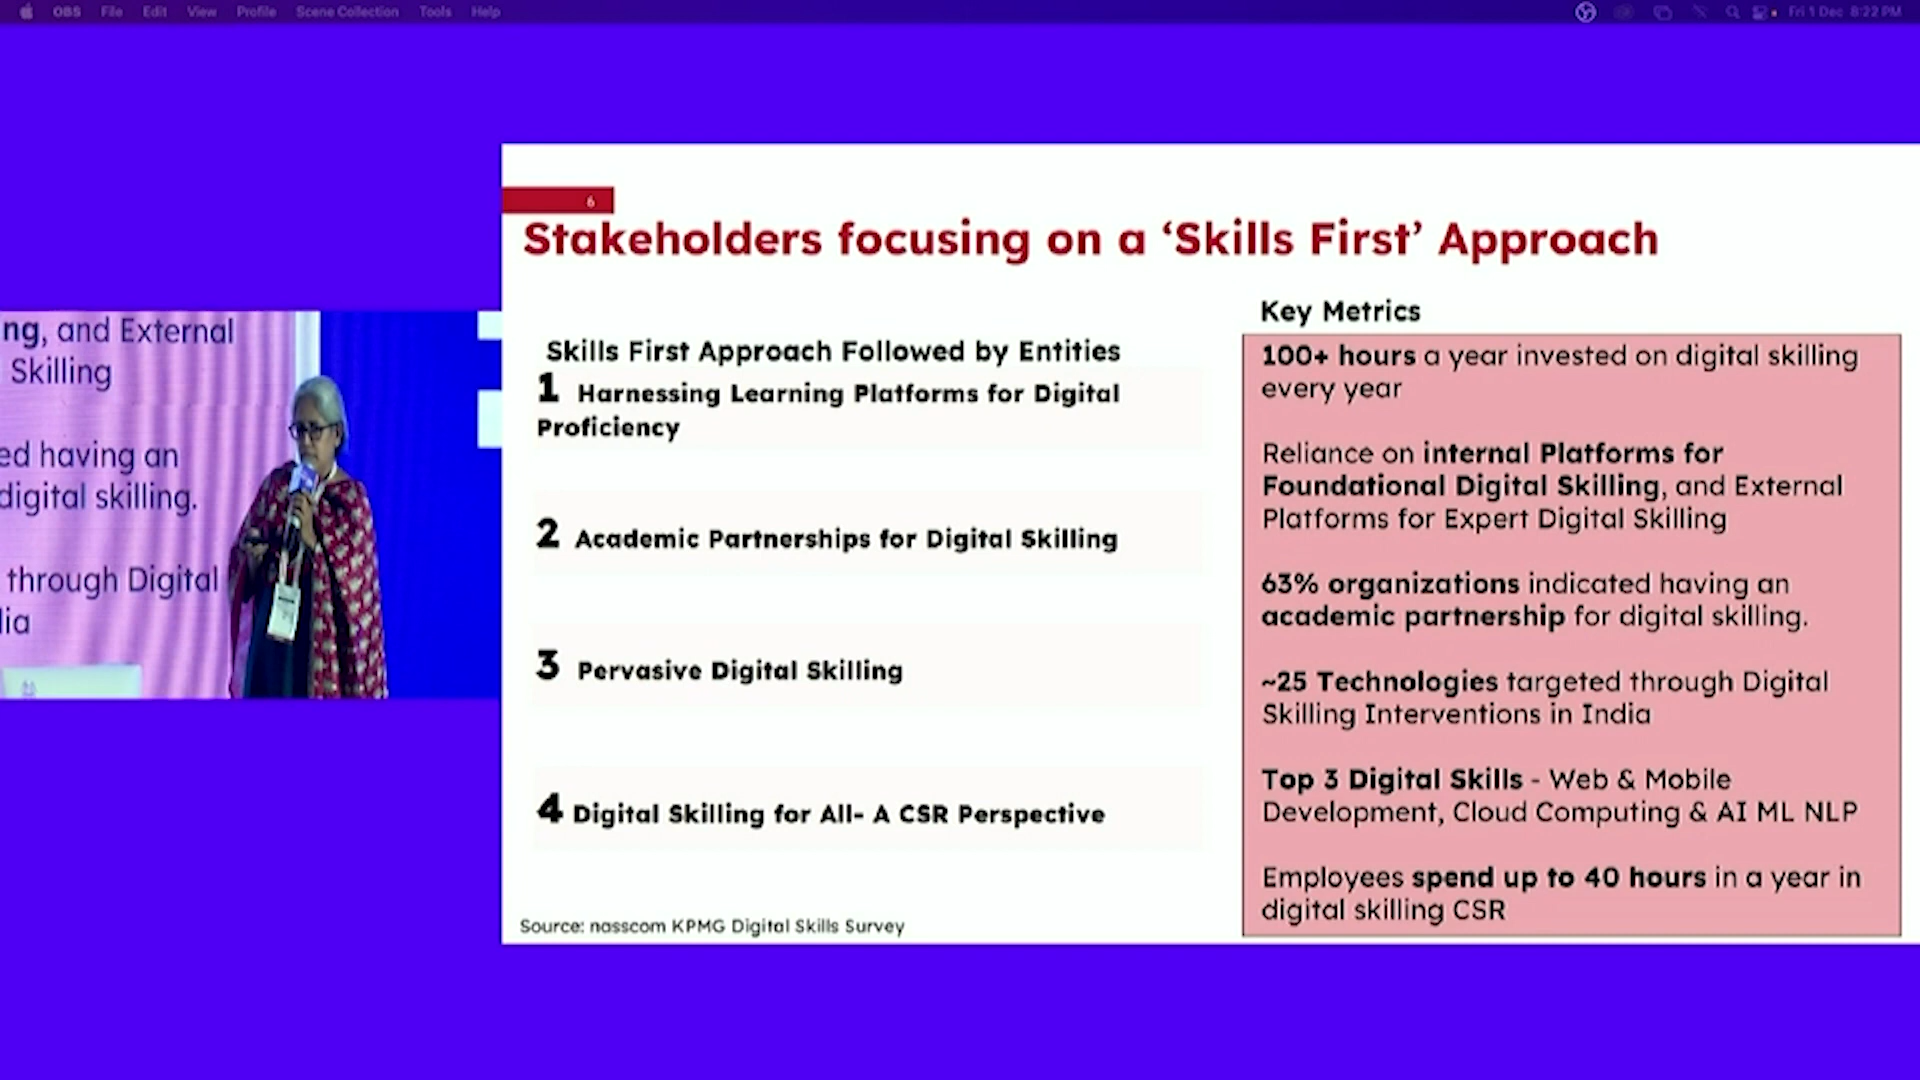 OBS File Edit View Profile Scene Collection Tools Help
Fri 1 Dec 8:22 PM
ng, and External
Skilling
ed having an
digital skilling.
through Digital
lia
6
Stakeholders focusing on a ‘Skills First’ Approach
Skills First Approach Followed by Entities
1 Harnessing Learning Platforms for Digital
Proficiency
2 Academic Partnerships for Digital Skilling
3 Pervasive Digital Skilling
4 Digital Skilling for All- A CSR Perspective
Source: nasscom KPMG Digital Skills Survey
Key Metrics
100+ hours a year invested on digital skilling
every year
Reliance on internal Platforms for
Foundational Digital Skilling, and External
Platforms for Expert Digital Skilling
63% organizations indicated having an
academic partnership for digital skilling.
~25 Technologies targeted through Digital
Skilling Interventions in India
Top 3 Digital Skills - Web & Mobile
Development, Cloud Computing & AI ML NLP
Employees spend up to 40 hours in a year in
digital skilling CSR